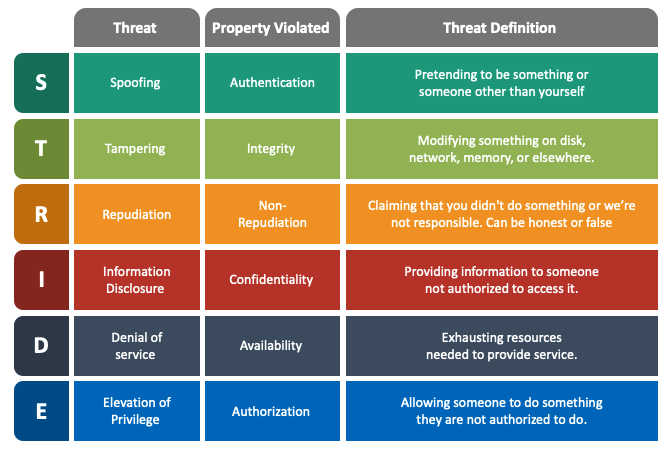 Threat
Property Violated
Threat Definition
S
Spoofing
Authentication
Pretending to be something or
someone other than yourself
T
Tampering
Integrity
Modifying something on disk,
network, memory, or elsewhere.
R
Repudiation
Non-
Repudiation
Claiming that you didn't do something or we're
not responsible. Can be honest or false
I
Information
Disclosure
Confidentiality
Providing information to someone
not authorized to access it.
D
Denial of
service
Availability
Exhausting resources
needed to provide service.
E
Elevation of
Privilege
Authorization
Allowing someone to do something
they are not authorized to do.